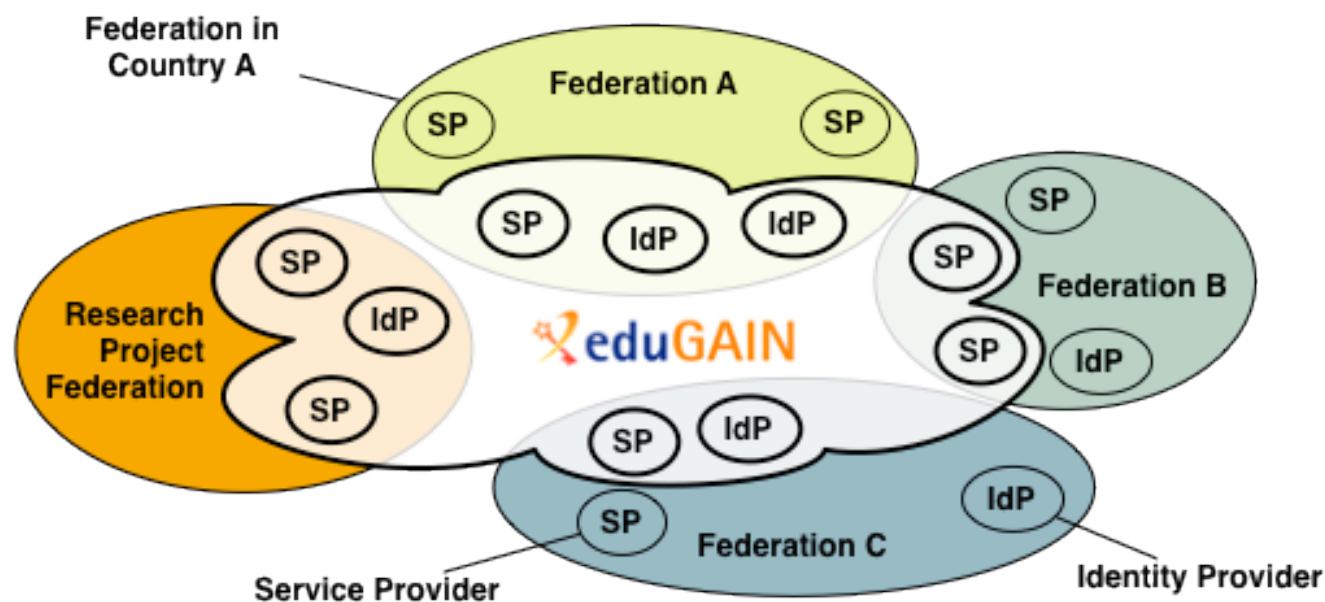 Federation in
Country A
Federation A
SP
SP
SP
IdP
IdP
SP
SP
Federation B
SP
IdP
SP
IdP
SP
Research
Project
Federation
eduGAIN
SP
IdP
SP
IdP
Federation C
Service Provider
Identity Provider